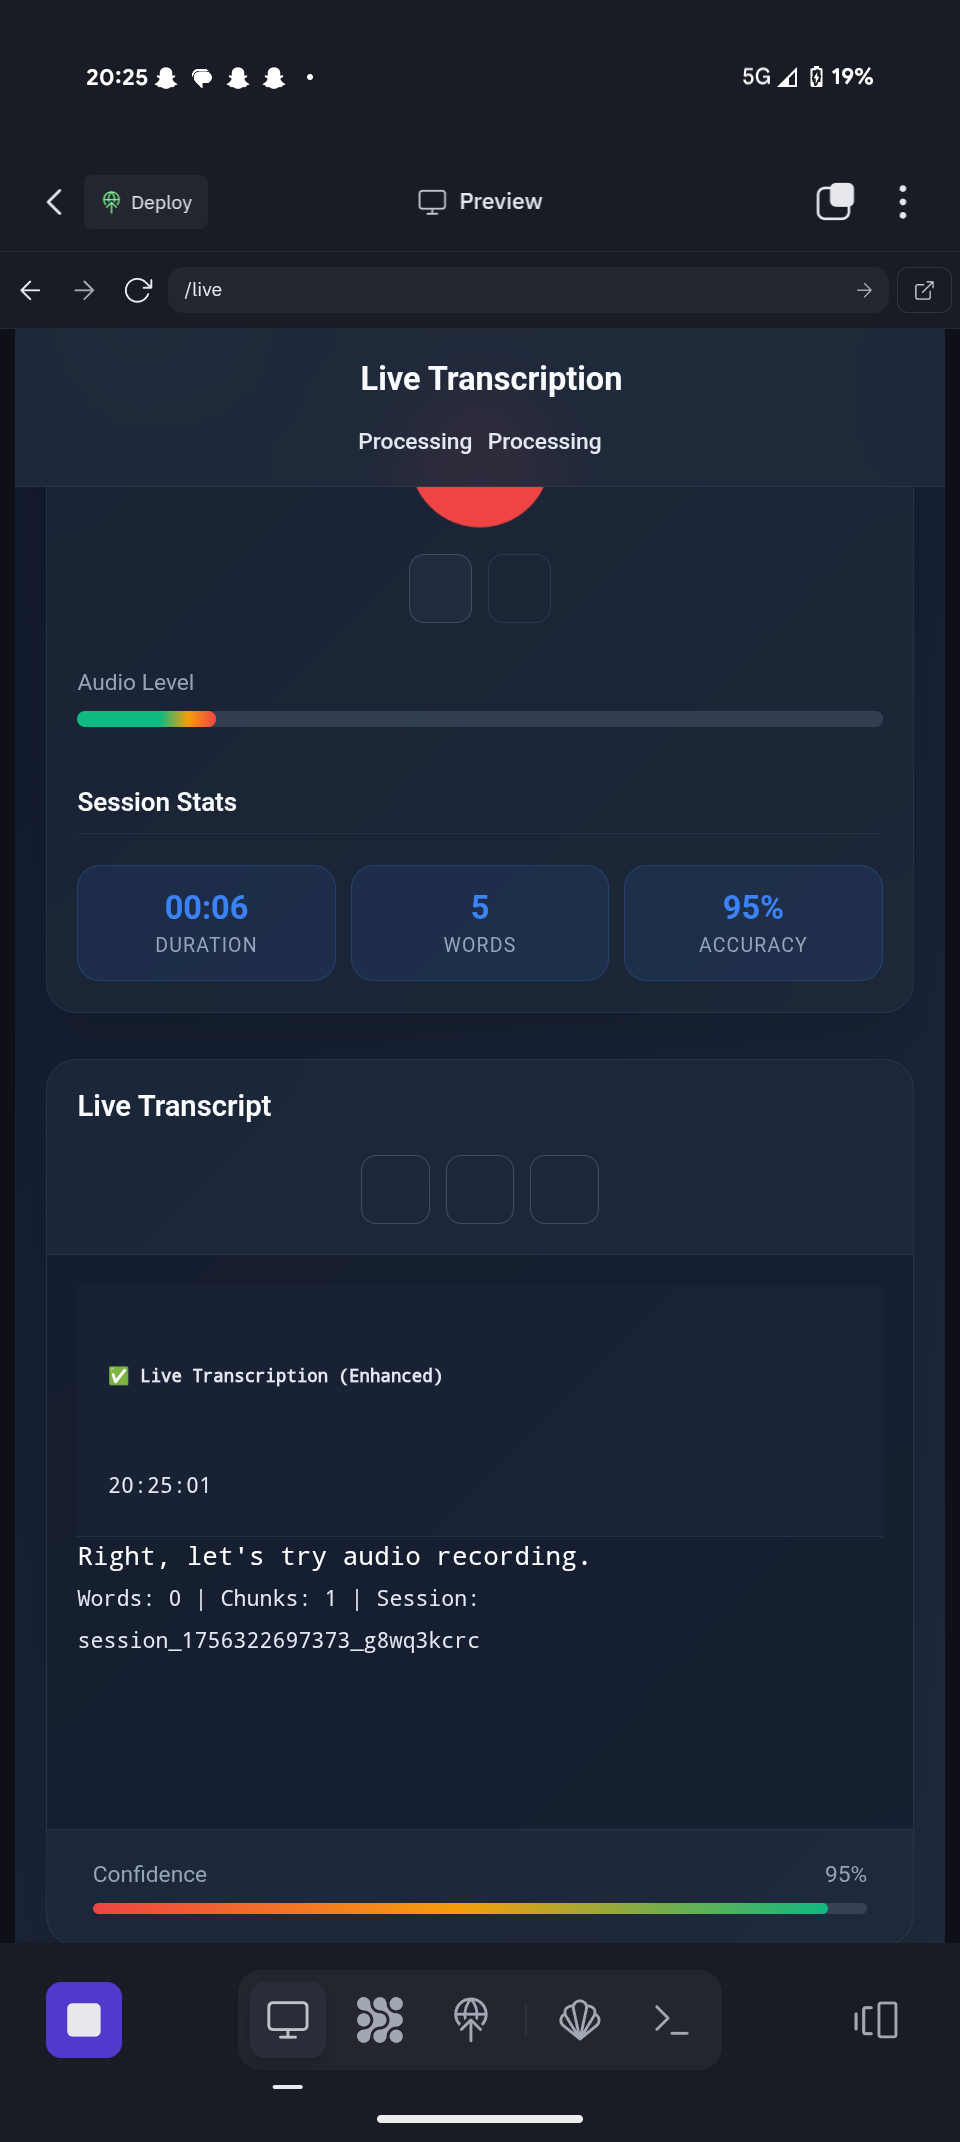 20:25
5G 19%
Deploy
Preview
/live
Live Transcription
Processing Processing
Audio Level
Session Stats
00:06
DURATION
5
WORDS
95%
ACCURACY
Live Transcript
✅ Live Transcription (Enhanced)
20:25:01
Right, let's try audio recording.
Words: 0 | Chunks: 1 | Session:
session_1756322697373_g8wq3kcrc
Confidence 95%